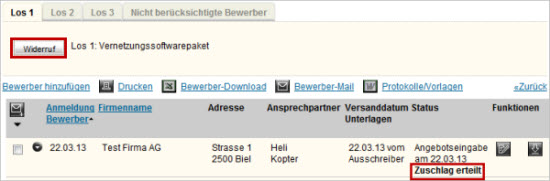 Los 1 Los 2 Los 3 Nicht berücksichtigte Bewerber
Widerruf Los 1: Vernetzungssoftwarepaket
Bewerber hinzufügen Drucken Bewerber-Download Bewerber-Mail Protokolle/Vorlagen «Zurück
Anmeldung Firmenname Adresse Ansprechpartner Versanddatum Status Funktionen
Bewerber Unterlagen
22.03.13 Test Firma AG Strasse 1 Heli 22.03.13 vom Angebotseingabe
2500 Biel Kopter Ausschreiber am 22.03.13
Zuschlag erteilt